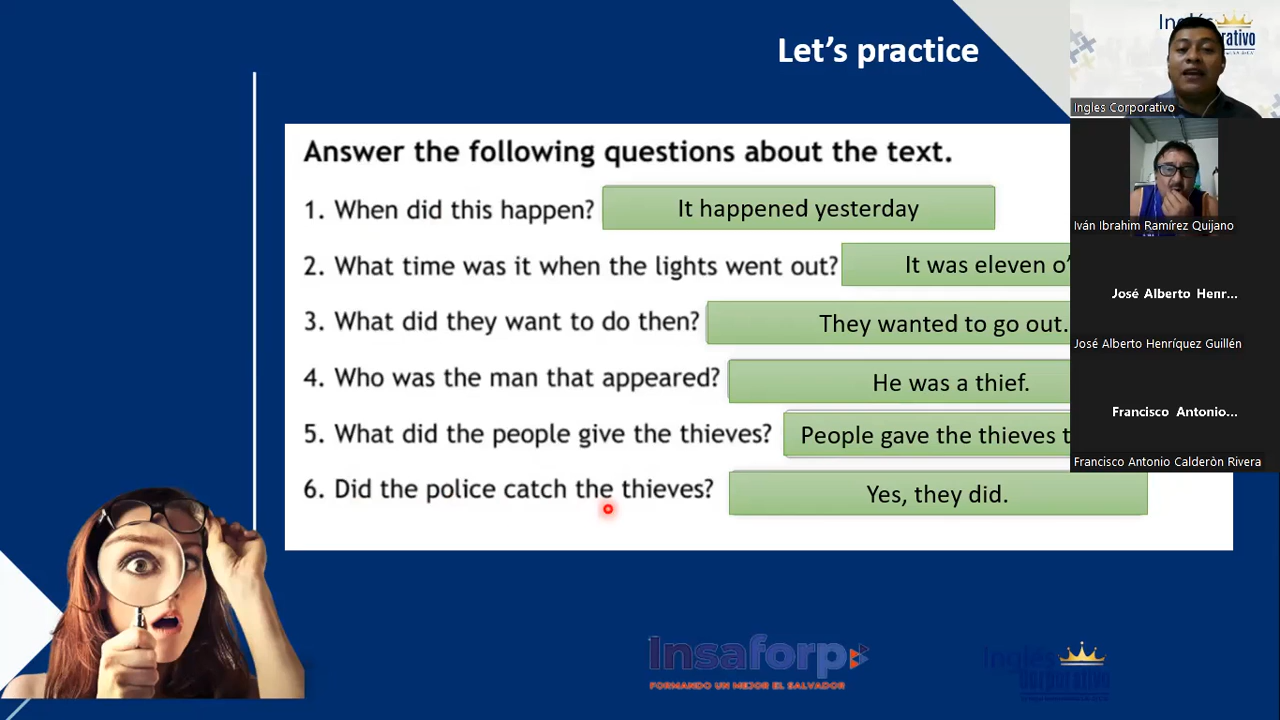 Let's practice
Answer the following questions about the text.
1. When did this happen?
It happened yesterday
2. What time was it when the lights went out?
It was eleven o'
3. What did they want to do then?
They wanted to go out.
4. Who was the man that appeared?
He was a thief.
5. What did the people give the thieves?
People gave the thieves t
6. Did the police catch the thieves?
Yes, they did.
Ingles Corporativo
Iván Ibrahim Ramírez Quijano
José Alberto Henr...
José Alberto Henríquez Guillén
Francisco Antonio...
Francisco Antonio Calderòn Rivera
Insaforp
FORMANDO UN MEJOR EL SALVADOR
Inglés
Corporativo